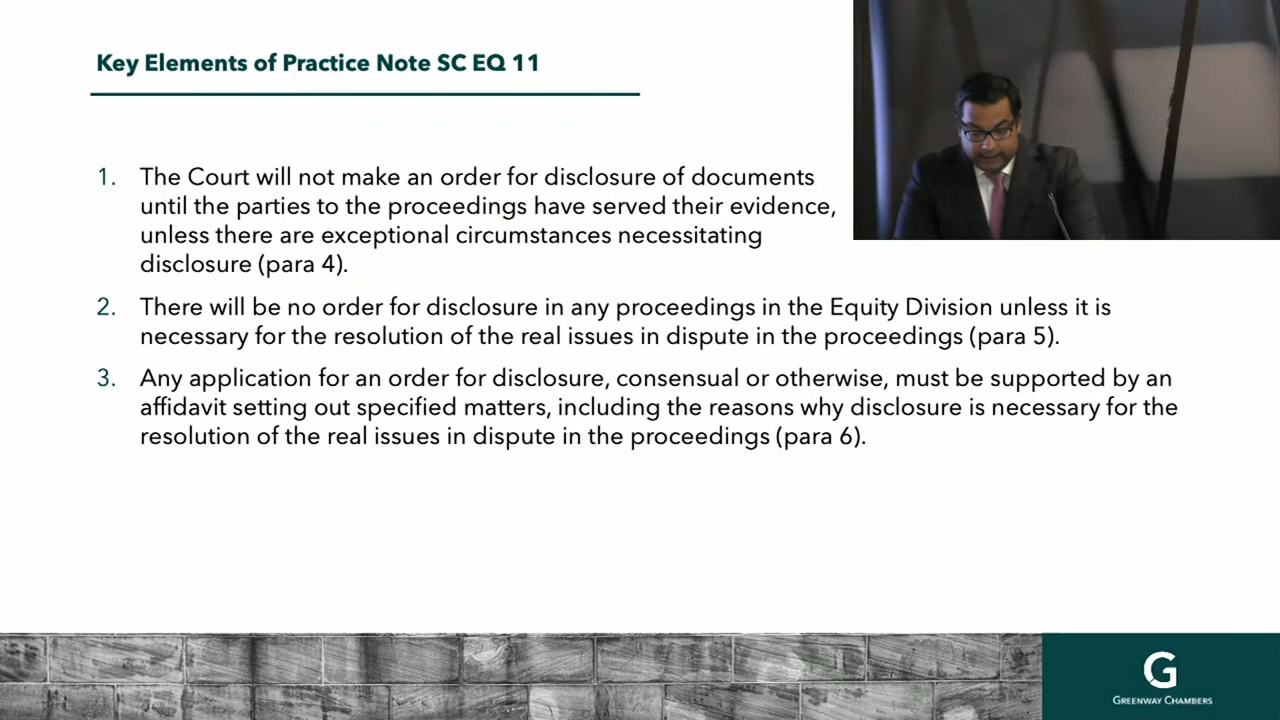 Key Elements of Practice Note SC EQ 11
1. The Court will not make an order for disclosure of documents
until the parties to the proceedings have served their evidence,
unless there are exceptional circumstances necessitating
disclosure (para 4).
2. There will be no order for disclosure in any proceedings in the Equity Division unless it is
necessary for the resolution of the real issues in dispute in the proceedings (para 5).
3. Any application for an order for disclosure, consensual or otherwise, must be supported by an
affidavit setting out specified matters, including the reasons why disclosure is necessary for the
resolution of the real issues in dispute in the proceedings (para 6).
G
GREENWAY CHAMBERS